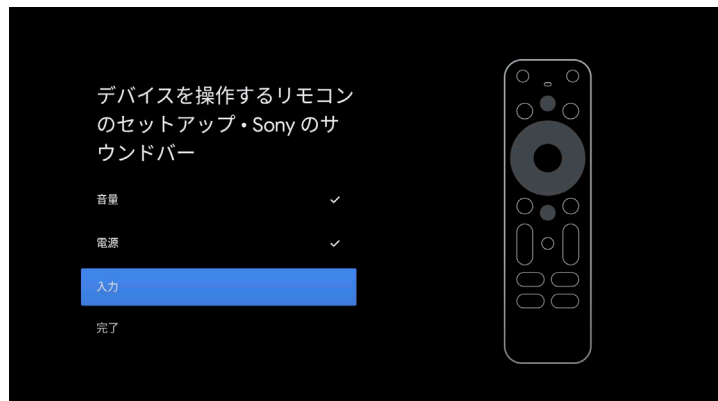 デバイスを操作するリモコン
のセットアップ • Sony のサ
ウンドバー
音量
電源
入力
完了